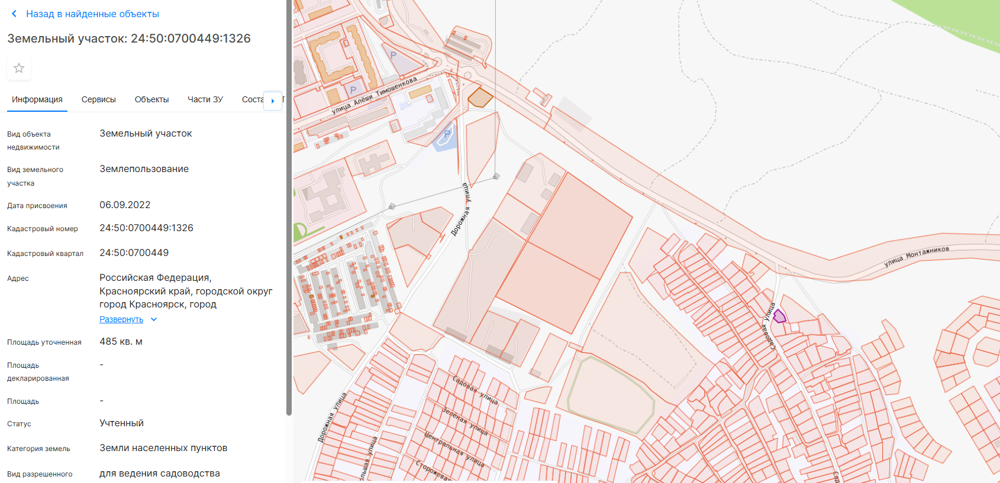 Назад в найденные объекты
Земельный участок: 24:50:0700449:1326
Информация
Сервисы
Объекты
Части ЗУ
Соста
Вид объекта
недвижимости
Земельный участок
Вид земельного
участка
Землепользование
Дата присвоения
06.09.2022
Кадастровый номер
24:50:0700449:1326
Кадастровый квартал
24:50:0700449
Адрес
Российская Федерация,
Красноярский край, городской округ
город Красноярск, город
Развернуть
Площадь уточненная
485 кв. м
Площадь
декларированная
-
Площадь
-
Статус
Учтенный
Категория земель
Земли населенных пунктов
Вид разрешенного
для ведения садоводства
P
P
P
улица Алёши Тимошенкова
Дорожная улица
улица Монтажников
Садовая улица
Садовая улица
Зеленая улица
Центральная улица
Сторожевая
Дорожная улица
ольшая улица
Сад